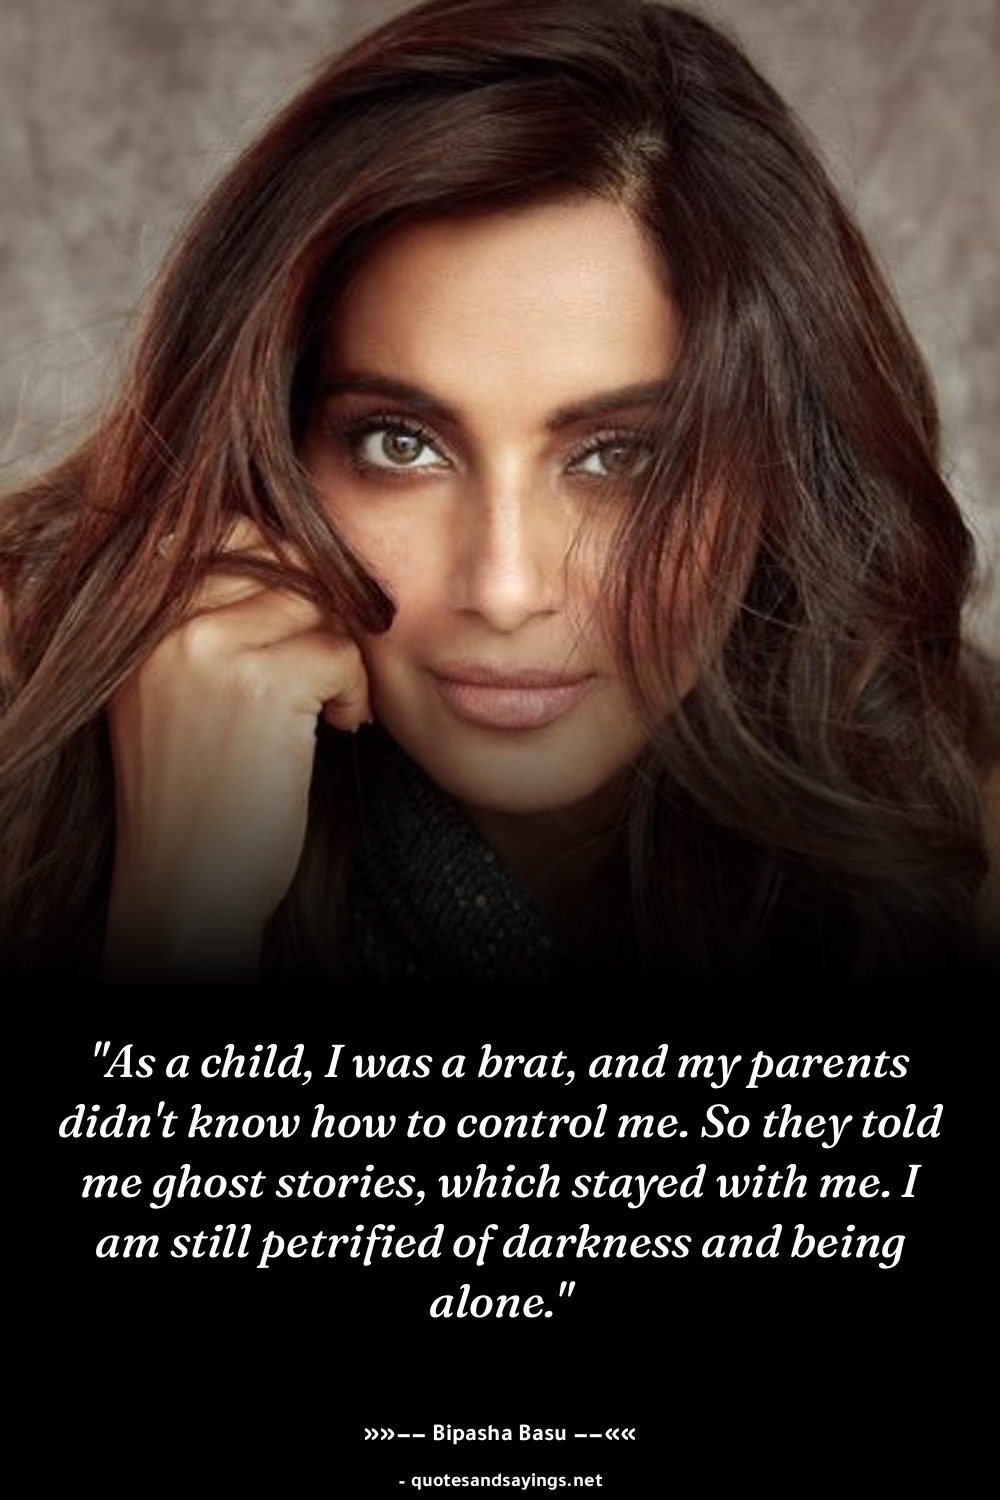 "As a child, I was a brat, and my parents
didn't know how to control me. So they told
me ghost stories, which stayed with me. I
am still petrified of darkness and being
alone."
»»–– Bipasha Basu ––««
- quotesandsayings.net